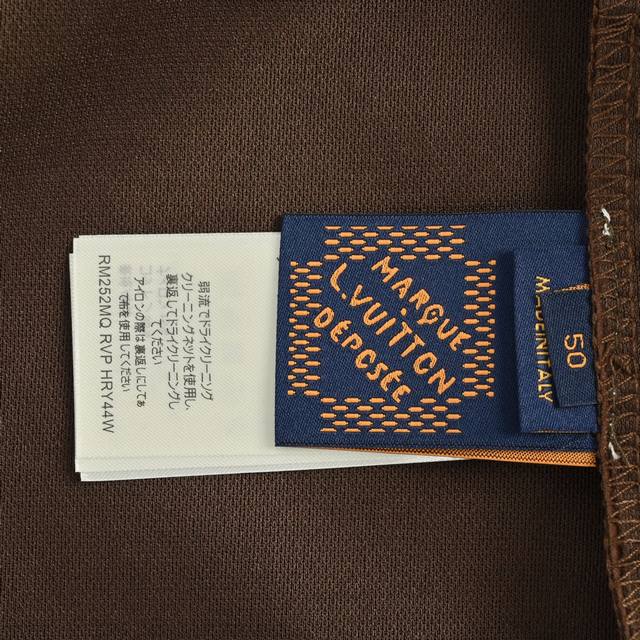 弱流でドライクリーニング
クリーニングネットを使用し、
裏返してドライクリーニングし
てください
アイロンの際は裏返しにしてあ
て布を使用してください
RM252MQ RVP HRY44W
MARQUE
L.VUITTON
DÉPOSÉE
MADE IN ITALY
50